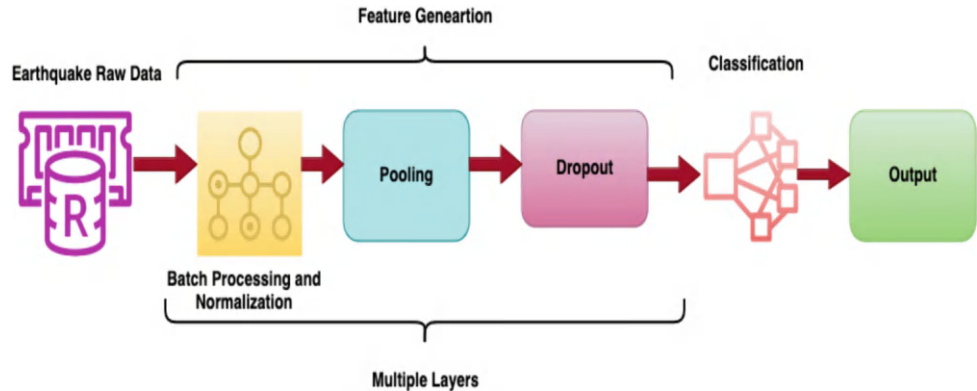 Feature Geneartion
Earthquake Raw Data
Classification
R
Pooling
Dropout
Output
Batch Processing and
Normalization
Multiple Layers